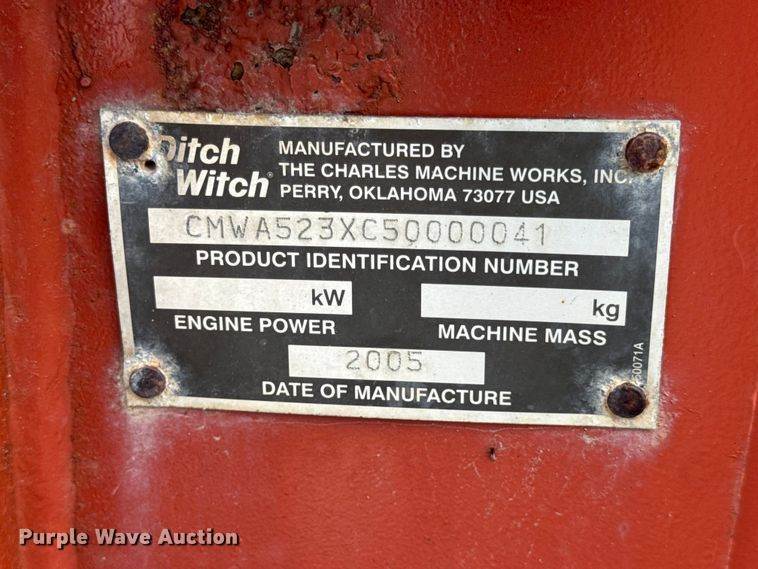 Ditch
Witch®
MANUFACTURED BY
THE CHARLES MACHINE WORKS, INC.
PERRY, OKLAHOMA 73077 USA
CMWA523XC50000041
PRODUCT IDENTIFICATION NUMBER
kW
kg
ENGINE POWER
MACHINE MASS
2005
DATE OF MANUFACTURE
Purple Wave Auction